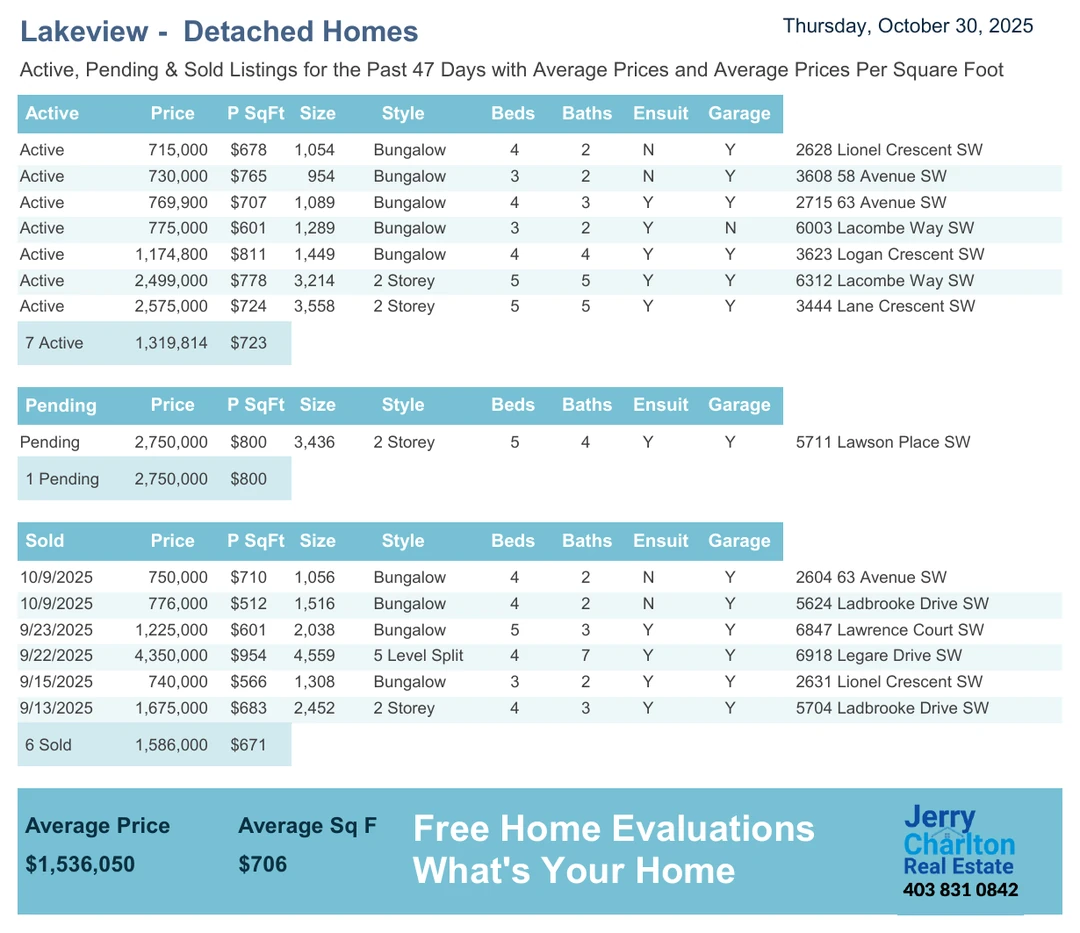 Lakeview - Detached Homes
Thursday, October 30, 2025
Active, Pending & Sold Listings for the Past 47 Days with Average Prices and Average Prices Per Square Foot
Active Price P SqFt Size Style Beds Baths Ensuit Garage
Active 715,000 $678 1,054 Bungalow 4 2 N Y 2628 Lionel Crescent SW
Active 730,000 $765 954 Bungalow 3 2 N Y 3608 58 Avenue SW
Active 769,900 $707 1,089 Bungalow 4 3 Y Y 2715 63 Avenue SW
Active 775,000 $601 1,289 Bungalow 3 2 Y N 6003 Lacombe Way SW
Active 1,174,800 $811 1,449 Bungalow 4 4 Y Y 3623 Logan Crescent SW
Active 2,499,000 $778 3,214 2 Storey 5 5 Y Y 6312 Lacombe Way SW
Active 2,575,000 $724 3,558 2 Storey 5 5 Y Y 3444 Lane Crescent SW
7 Active 1,319,814 $723
Pending Price P SqFt Size Style Beds Baths Ensuit Garage
Pending 2,750,000 $800 3,436 2 Storey 5 4 Y Y 5711 Lawson Place SW
1 Pending 2,750,000 $800
Sold Price P SqFt Size Style Beds Baths Ensuit Garage
10/9/2025 750,000 $710 1,056 Bungalow 4 2 N Y 2604 63 Avenue SW
10/9/2025 776,000 $512 1,516 Bungalow 4 2 N Y 5624 Ladbrooke Drive SW
9/23/2025 1,225,000 $601 2,038 Bungalow 5 3 Y Y 6847 Lawrence Court SW
9/22/2025 4,350,000 $954 4,559 5 Level Split 4 7 Y Y 6918 Legare Drive SW
9/15/2025 740,000 $566 1,308 Bungalow 3 2 Y Y 2631 Lionel Crescent SW
9/13/2025 1,675,000 $683 2,452 2 Storey 4 3 Y Y 5704 Ladbrooke Drive SW
6 Sold 1,586,000 $671
Average Price Average Sq F
$1,536,050 $706
Free Home Evaluations
What's Your Home
Jerry
Charlton
Real Estate
403 831 0842